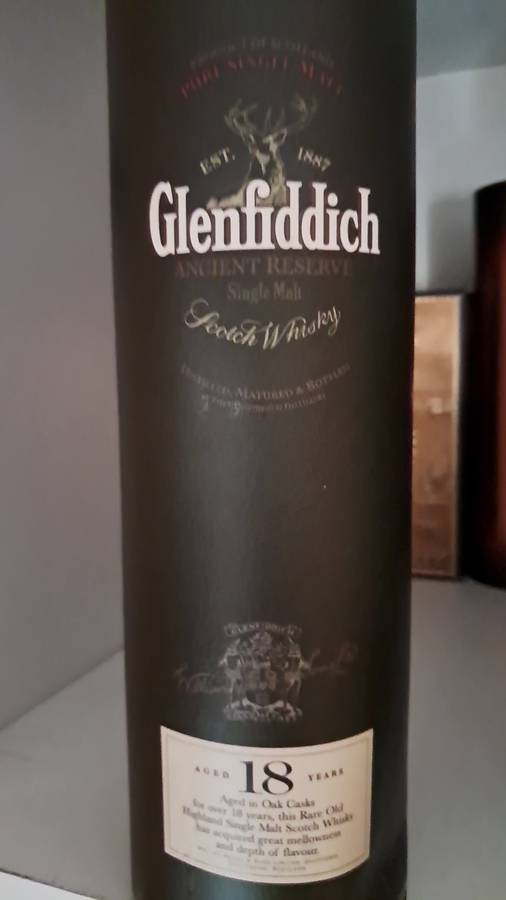 PRODUCT OF SCOTLAND
PURE SINGLE MALT
EST. 1887
Glenfiddich
ANCIENT RESERVE
Single Malt
Scotch Whisky
DISTILLED, MATURED & BOTTLED
DISTILLERY
GLENFIDDICH
AGED 18 YEARS
Aged in Oak Casks
for over 18 years, this Rare Old
Highland Single Malt Scotch Whisky
has acquired great mellowness
and depth of flavour.